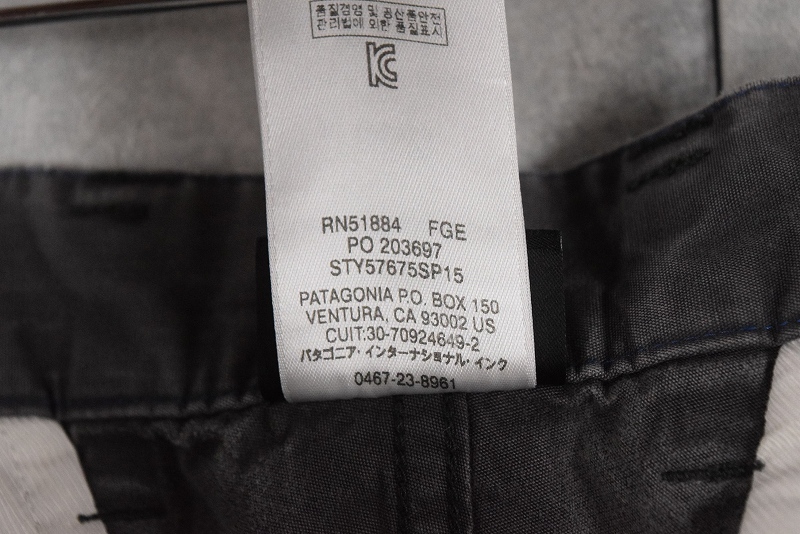 품질경영 및 공산품안전
관리법에 의한 품질표시
RN51884 FGE
PO 203697
STY57675SP15
PATAGONIA P.O. BOX 150
VENTURA, CA 93002 US
CUIT:30-70924649-2
パタゴニア・インターナショナル・インク
0467-23-8961